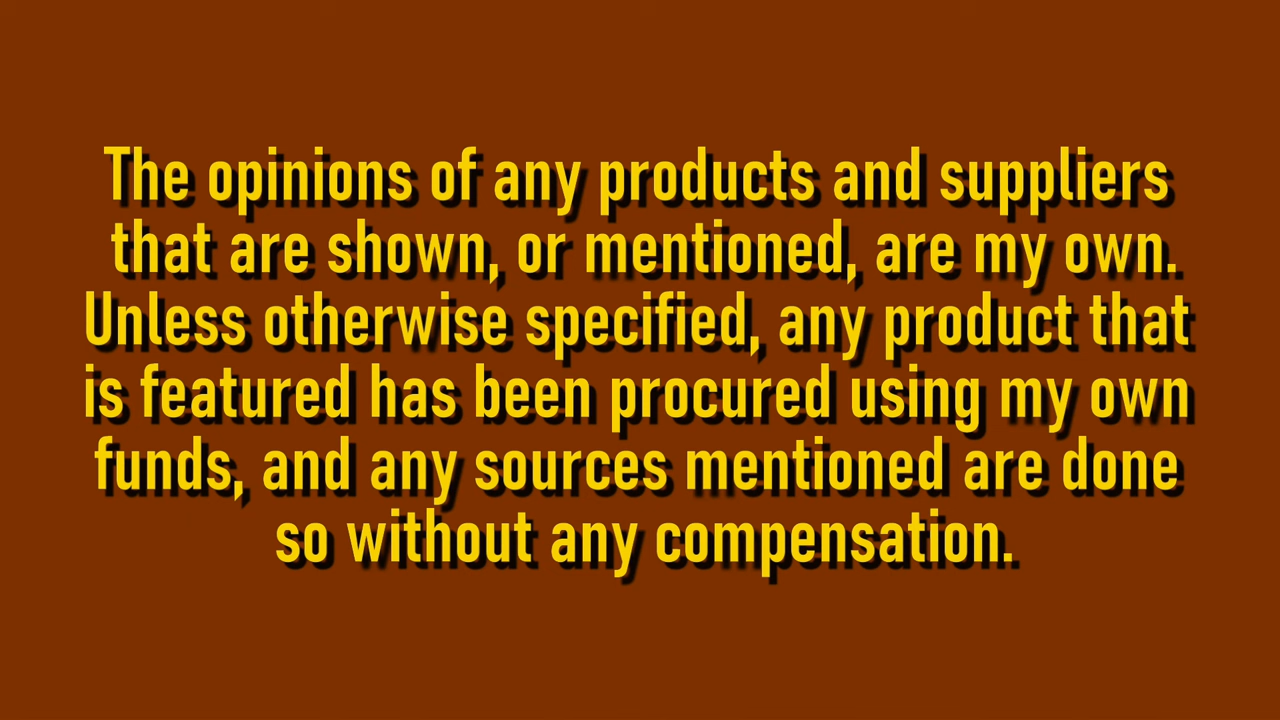 The opinions of any products and suppliers
that are shown, or mentioned, are my own.
Unless otherwise specified, any product that
is featured has been procured using my own
funds, and any sources mentioned are done
so without any compensation.